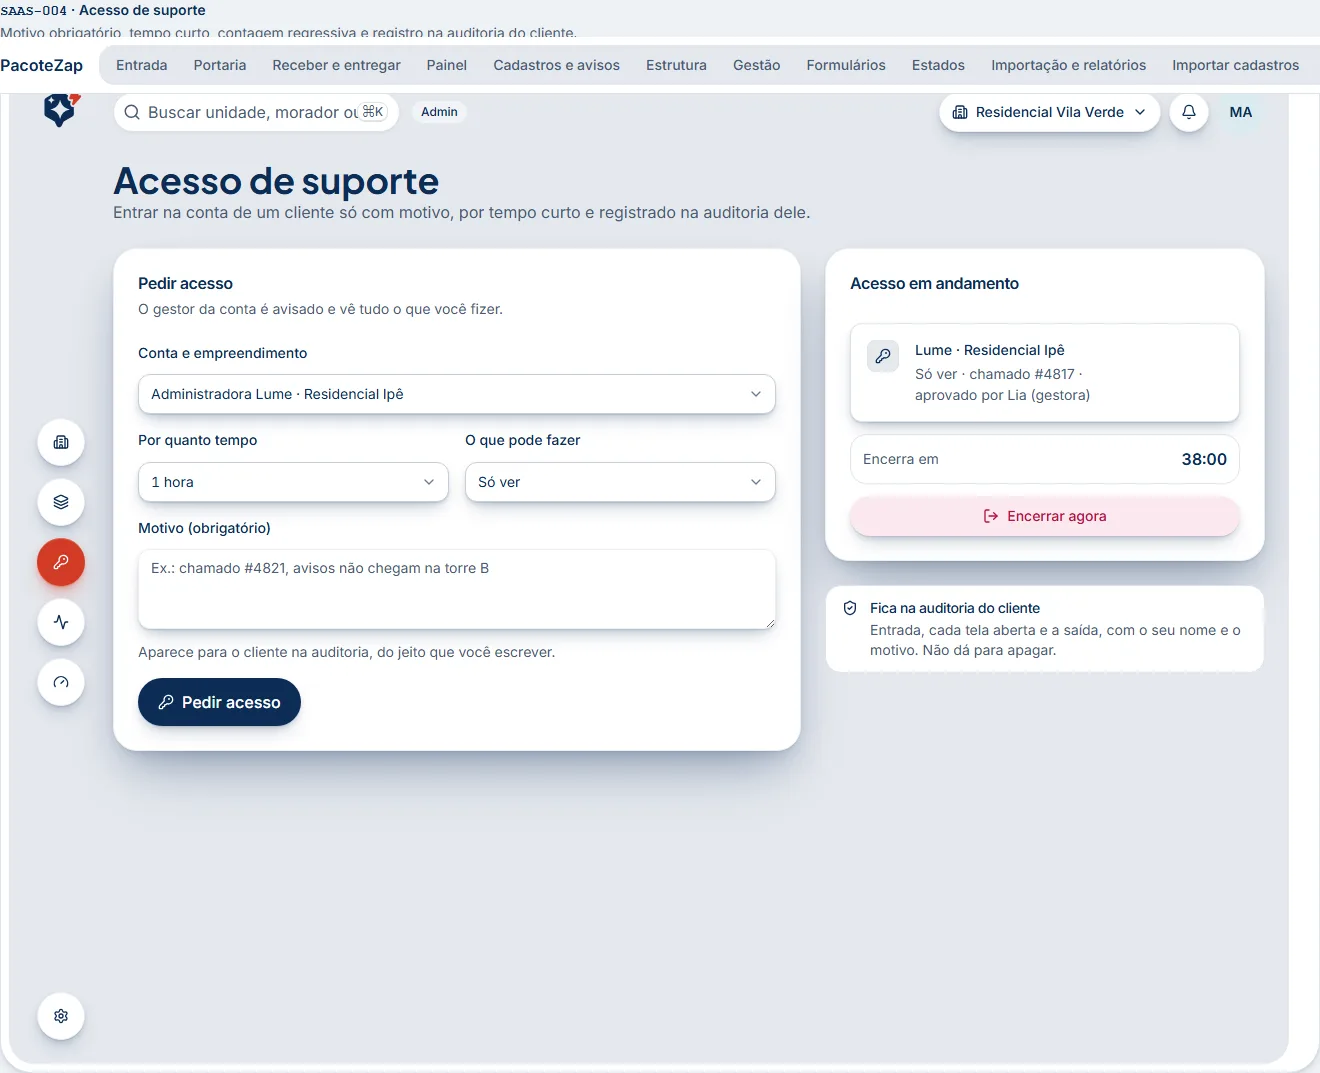 SAAS-004 · Acesso de suporte
Motivo obrigatório, tempo curto, contagem regressiva e registro na auditoria do cliente.
PacoteZap
Entrada
Portaria
Receber e entregar
Painel
Cadastros e avisos
Estrutura
Gestão
Formulários
Estados
Importação e relatórios
Importar cadastros
Buscar unidade, morador ou
⌘K
Admin
Residencial Vila Verde
MA
Acesso de suporte
Entrar na conta de um cliente só com motivo, por tempo curto e registrado na auditoria dele.
Pedir acesso
O gestor da conta é avisado e vê tudo o que você fizer.
Conta e empreendimento
Administradora Lume · Residencial Ipê
Por quanto tempo
O que pode fazer
1 hora
Só ver
Motivo (obrigatório)
Ex.: chamado #4821, avisos não chegam na torre B
Aparece para o cliente na auditoria, do jeito que você escrever.
Pedir acesso
Acesso em andamento
Lume · Residencial Ipê
Só ver · chamado #4817 ·
aprovado por Lia (gestora)
Encerra em
38:00
Encerrar agora
Fica na auditoria do cliente
Entrada, cada tela aberta e a saída, com o seu nome e o
motivo. Não dá para apagar.